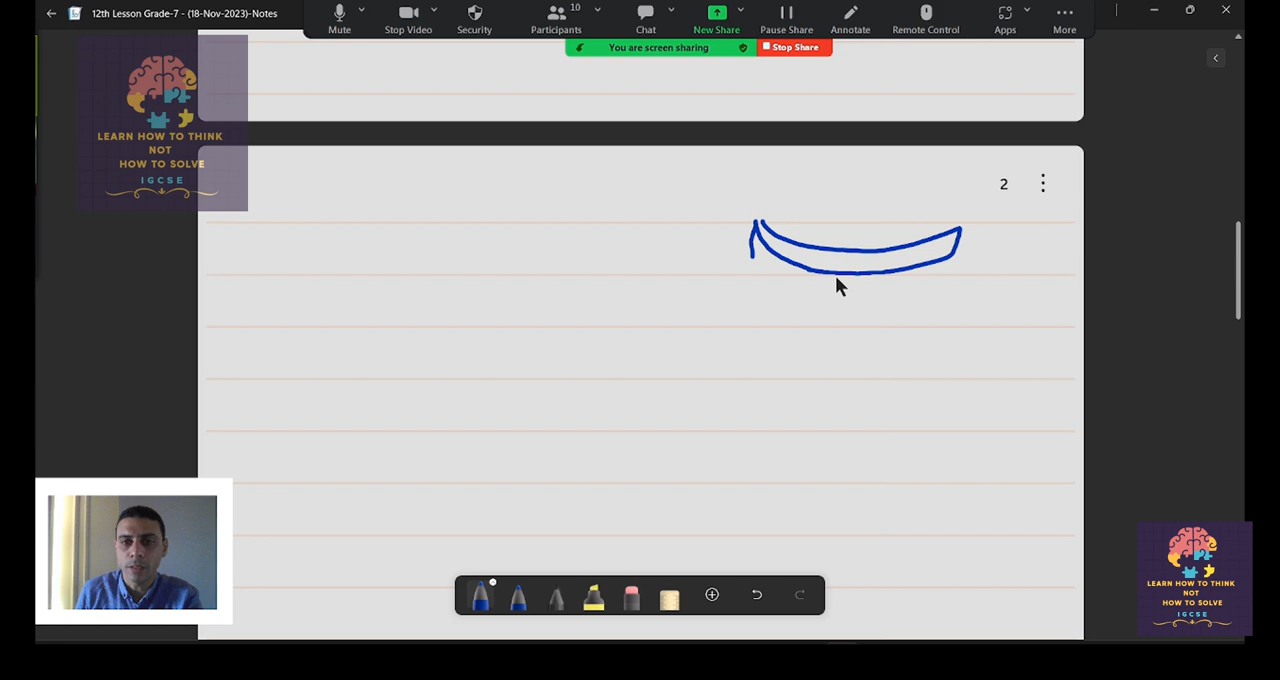 12th Lesson Grade-7 - (18-Nov-2023)-Notes
Mute
Stop Video
Security
10
Participants
Chat
New Share
Pause Share
Annotate
Remote Control
Apps
More
You are screen sharing
Stop Share
LEARN HOW TO THINK
NOT
HOW TO SOLVE
IGCSE
2
LEARN HOW TO THINK
NOT
HOW TO SOLVE
IGCSE